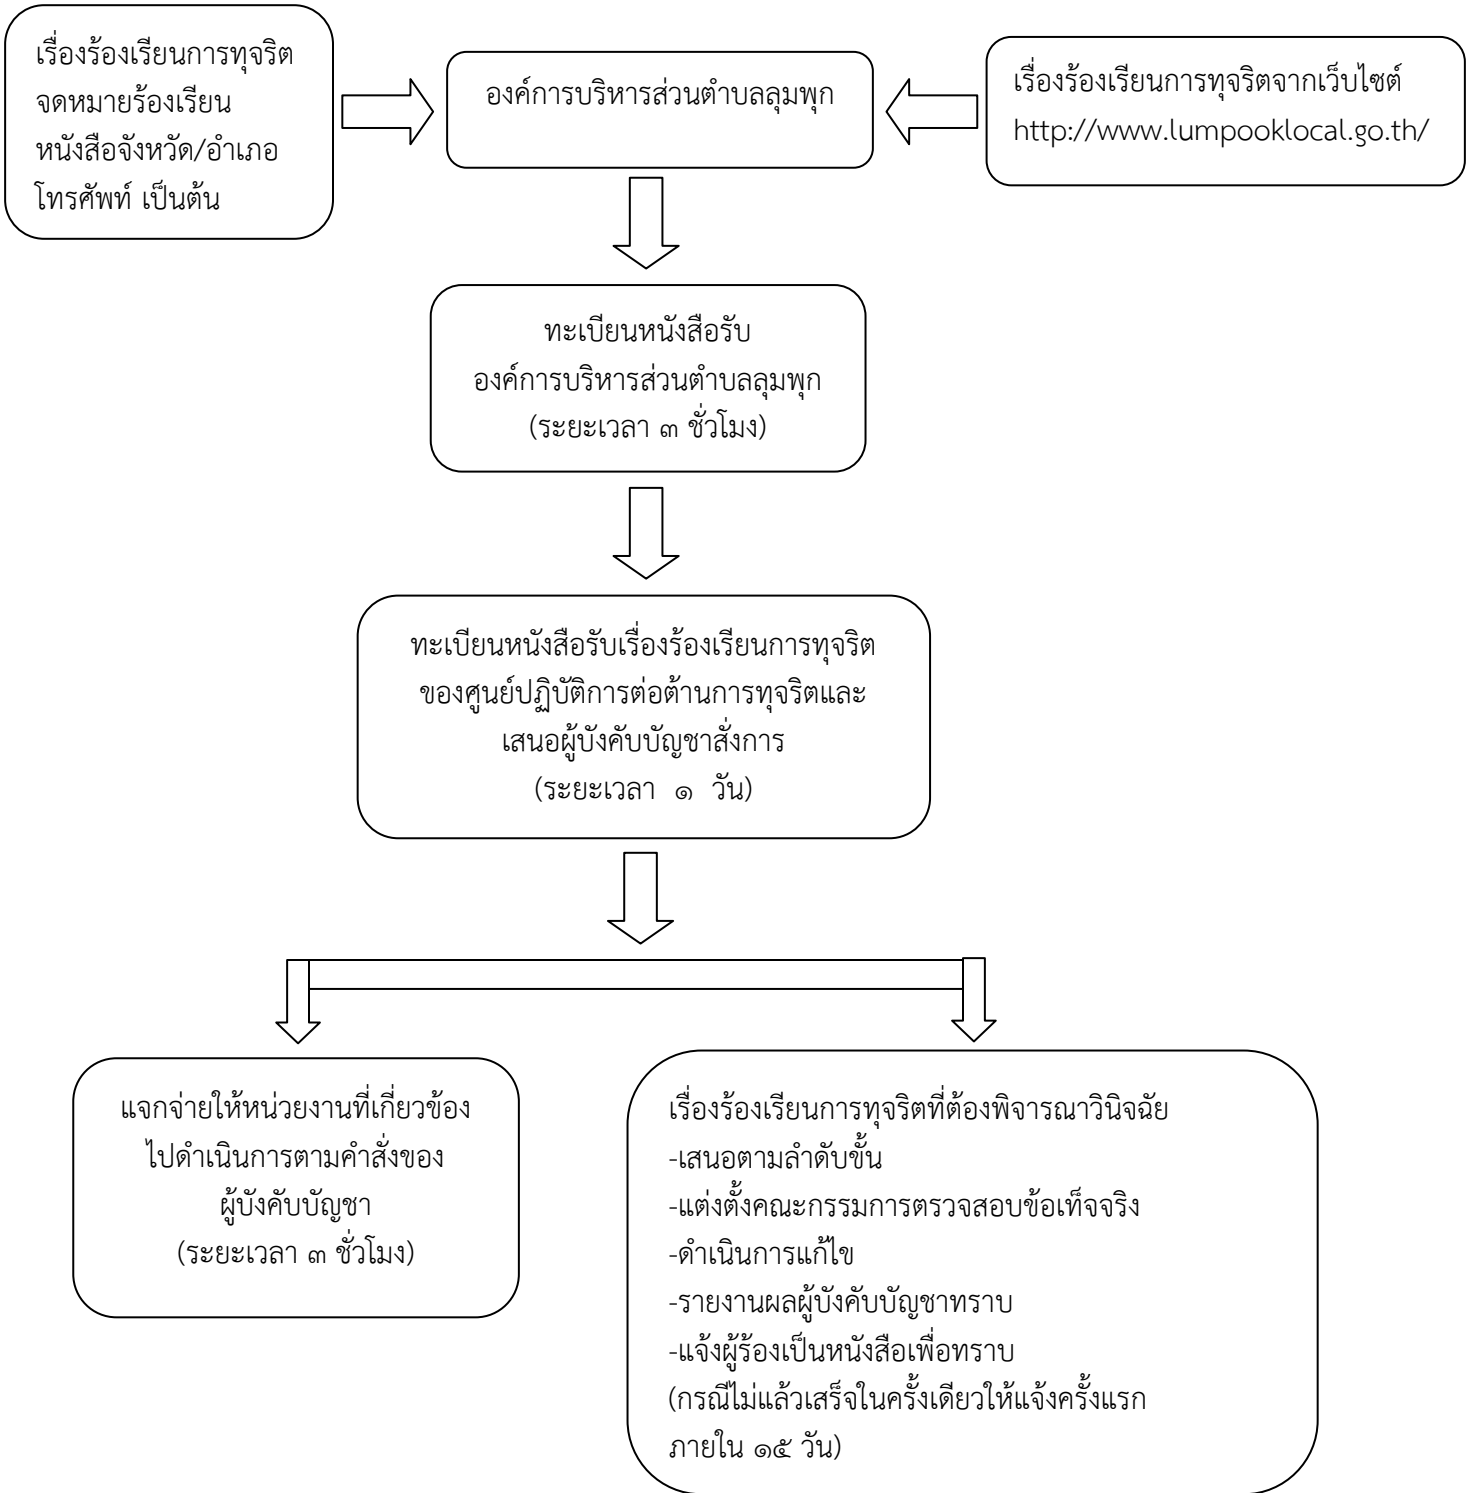 เรื่องร้องเรียนการทุจริต
จดหมายร้องเรียน
หนังสือจังหวัด/อำเภอ
โทรศัพท์ เป็นต้น
องค์การบริหารส่วนตำบลลุมพุก
เรื่องร้องเรียนการทุจริตจากเว็บไซต์
http://www.lumpooklocal.go.th/
ทะเบียนหนังสือรับ
องค์การบริหารส่วนตำบลลุมพุก
(ระยะเวลา ๓ ชั่วโมง)
ทะเบียนหนังสือรับเรื่องร้องเรียนการทุจริต
ของศูนย์ปฏิบัติการต่อต้านการทุจริตและ
เสนอผู้บังคับบัญชาสั่งการ
(ระยะเวลา ๑ วัน)
แจกจ่ายให้หน่วยงานที่เกี่ยวข้อง
ไปดำเนินการตามคำสั่งของ
ผู้บังคับบัญชา
(ระยะเวลา ๓ ชั่วโมง)
เรื่องร้องเรียนการทุจริตที่ต้องพิจารณาวินิจฉัย
-เสนอตามลำดับขั้น
-แต่งตั้งคณะกรรมการตรวจสอบข้อเท็จจริง
-ดำเนินการแก้ไข
-รายงานผลผู้บังคับบัญชาทราบ
-แจ้งผู้ร้องเป็นหนังสือเพื่อทราบ
(กรณีไม่แล้วเสร็จในครั้งเดียวให้แจ้งครั้งแรก
ภายใน ๑๕ วัน)